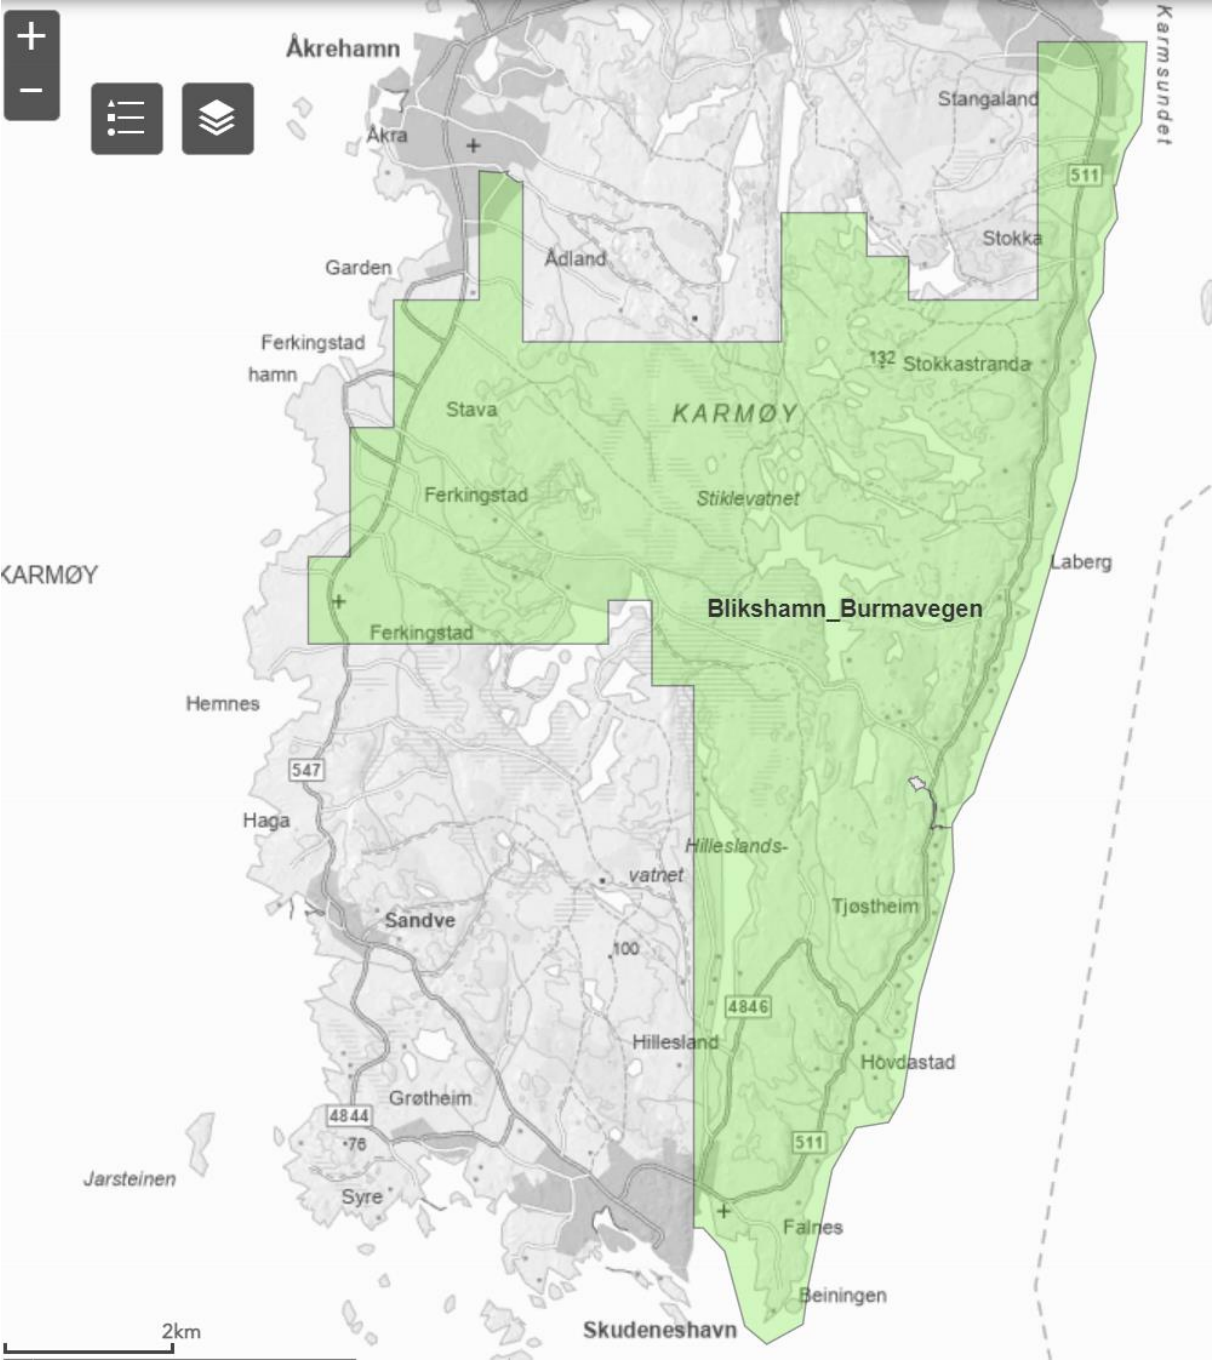 +
−
Åkrehamn
Karmsundet
Stangaland
Åkra
511
Stokka
Ådland
Garden
Ferkingstad
hamn
132 Stokkastranda
Stava
KARMØY
Ferkingstad
Stiklevatnet
Laberg
KARMØY
Blikshamn_Burmavegen
Ferkingstad
Hemnes
547
Haga
Hilleslands-
vatnet
Tjøstheim
Sandve
100
4846
Hillesland
Hovdastad
Grøtheim
4844
76
511
Jarsteinen
Syre
Falnes
Beiningen
2km
Skudeneshavn